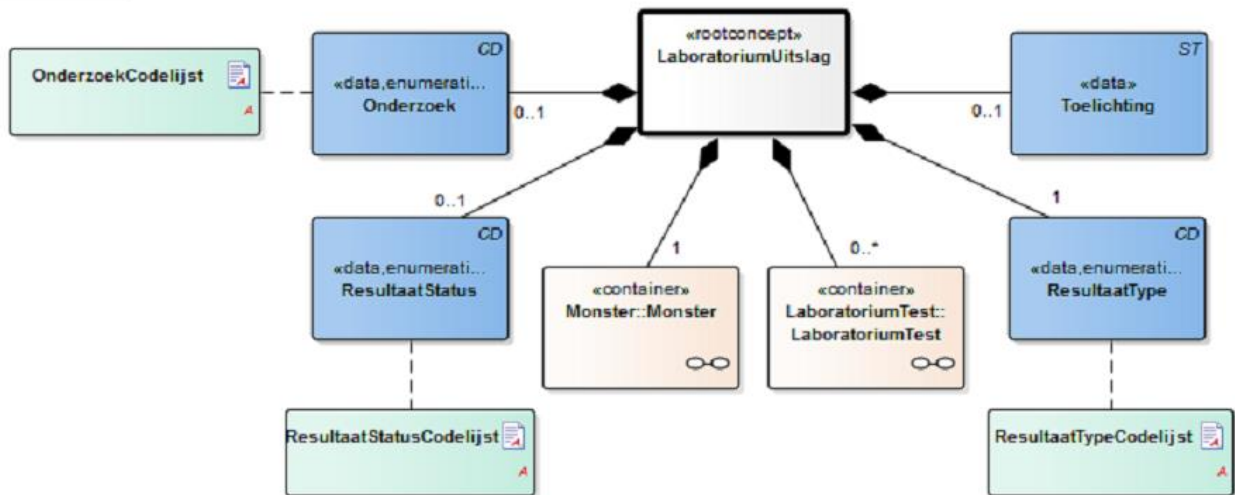 OnderzoekCodelijst
A
CD
«data,enumerati...
Onderzoek
0..1
«rootconcept»
LaboratoriumUitslag
0..1
ST
«data»
Toelichting
0..1
CD
«data,enumerati...
ResultaatStatus
1
«container»
Monster::Monster
0..*
«container»
LaboratoriumTest::
LaboratoriumTest
1
CD
«data,enumerati...
ResultaatType
ResultaatStatusCodelijst
A
ResultaatTypeCodelijst
A